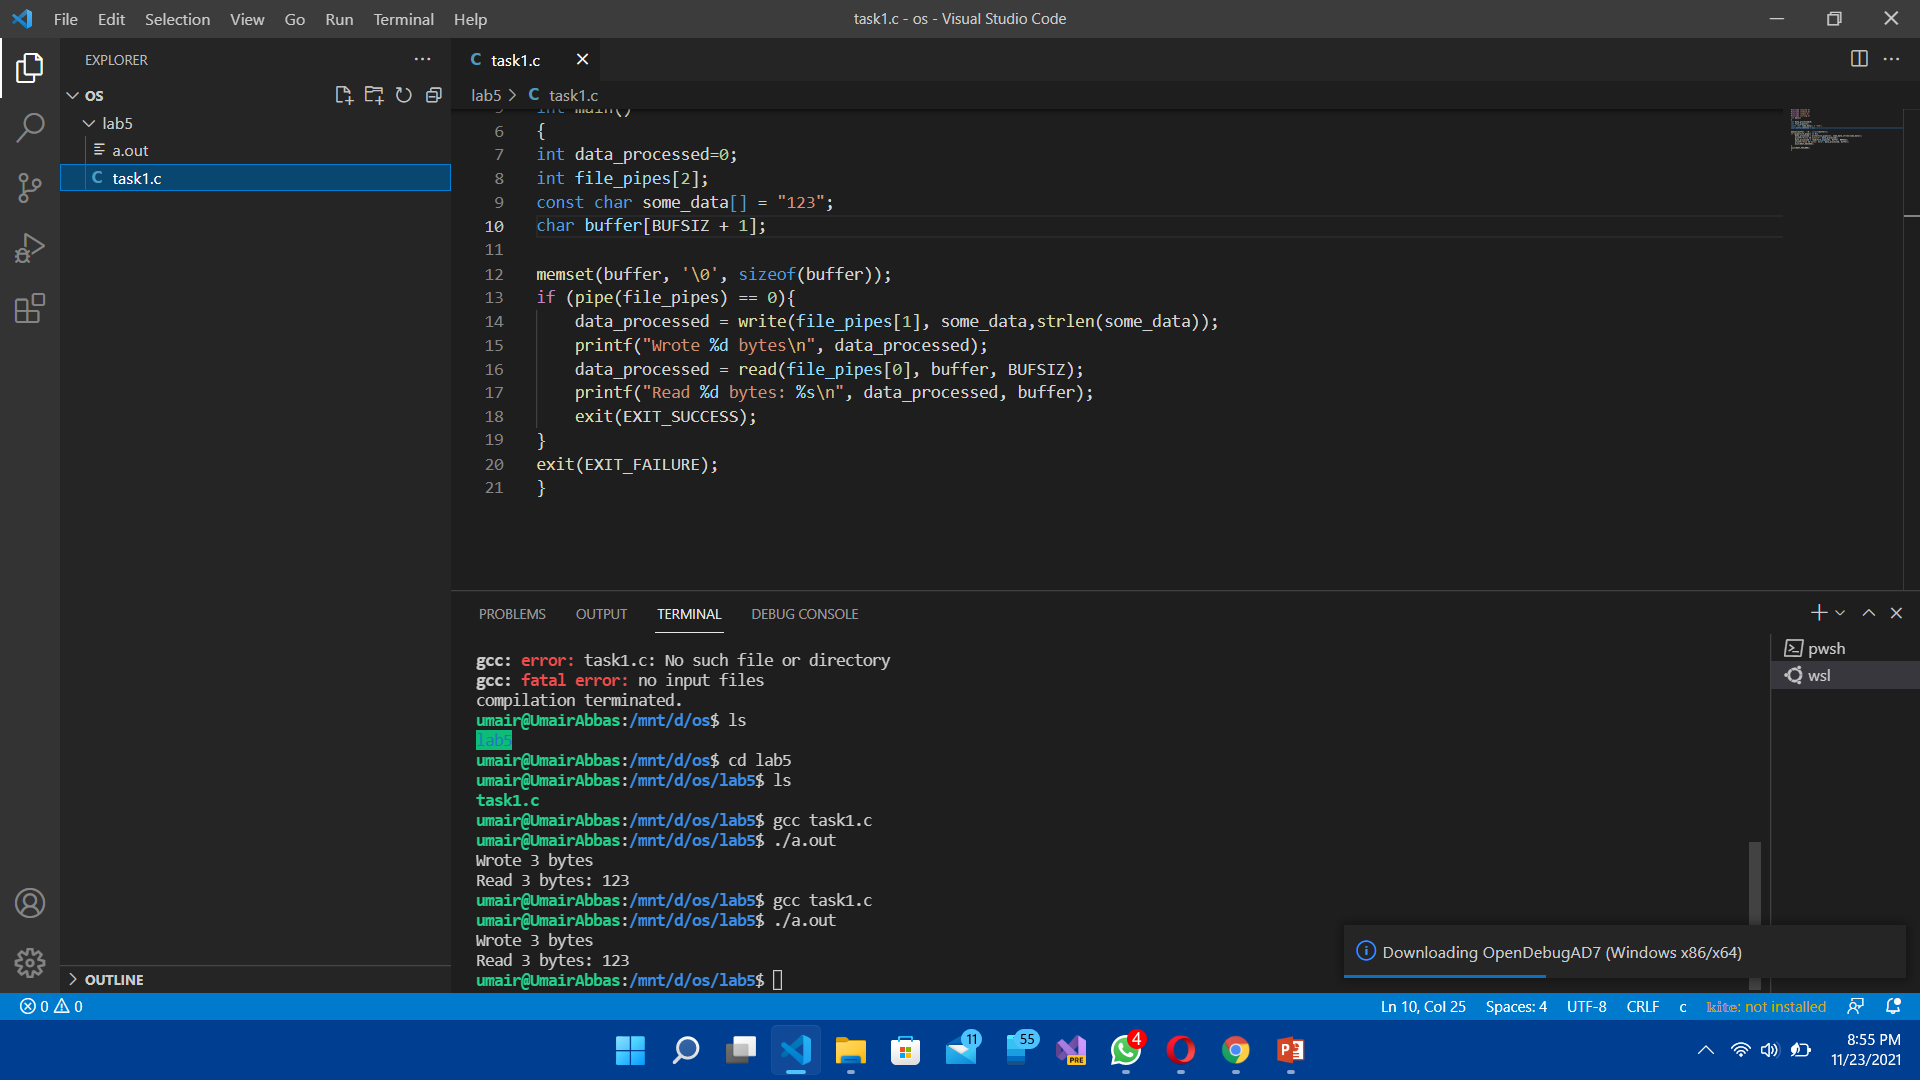 File Edit Selection View Go Run Terminal Help
task1.c - os - Visual Studio Code
EXPLORER
OS
lab5
a.out
C task1.c
C task1.c
lab5 > C task1.c
5 int main()
6 {
7 int data_processed=0;
8 int file_pipes[2];
9 const char some_data[] = "123";
10 char buffer[BUFSIZ + 1];
11
12 memset(buffer, '\0', sizeof(buffer));
13 if (pipe(file_pipes) == 0){
14 data_processed = write(file_pipes[1], some_data,strlen(some_data));
15 printf("Wrote %d bytes\n", data_processed);
16 data_processed = read(file_pipes[0], buffer, BUFSIZ);
17 printf("Read %d bytes: %s\n", data_processed, buffer);
18 exit(EXIT_SUCCESS);
19 }
20 exit(EXIT_FAILURE);
21 }
PROBLEMS OUTPUT TERMINAL DEBUG CONSOLE
pwsh
wsl
gcc: error: task1.c: No such file or directory
gcc: fatal error: no input files
compilation terminated.
umair@UmairAbbas:/mnt/d/os$ ls
lab5
umair@UmairAbbas:/mnt/d/os$ cd lab5
umair@UmairAbbas:/mnt/d/os/lab5$ ls
task1.c
umair@UmairAbbas:/mnt/d/os/lab5$ gcc task1.c
umair@UmairAbbas:/mnt/d/os/lab5$ ./a.out
Wrote 3 bytes
Read 3 bytes: 123
umair@UmairAbbas:/mnt/d/os/lab5$ gcc task1.c
umair@UmairAbbas:/mnt/d/os/lab5$ ./a.out
Wrote 3 bytes
Read 3 bytes: 123
umair@UmairAbbas:/mnt/d/os/lab5$
Downloading OpenDebugAD7 (Windows x86/x64)
OUTLINE
0 0
Ln 10, Col 25 Spaces: 4 UTF-8 CRLF C kite: not installed
11
55
PRE
4
8:55 PM
11/23/2021